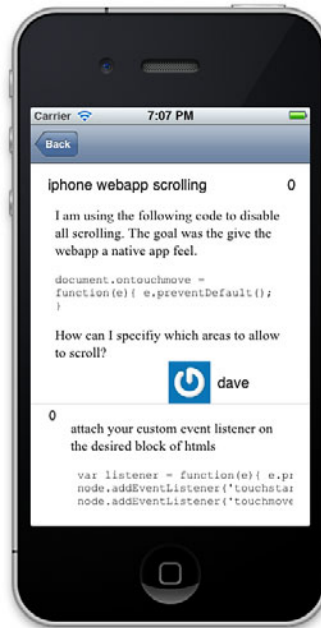 Carrier 7:07 PM
Back
iphone webapp scrolling 0
I am using the following code to disable
all scrolling. The goal was the give the
webapp a native app feel.
document.ontouchmove =
function(e){ e.preventDefault();
}
How can I specifiy which areas to allow
to scroll?
dave
0
attach your custom event listener on
the desired block of htmls
var listener = function(e){ e.pr
node.addEventListener('touchstar
node.addEventListener('touchmove